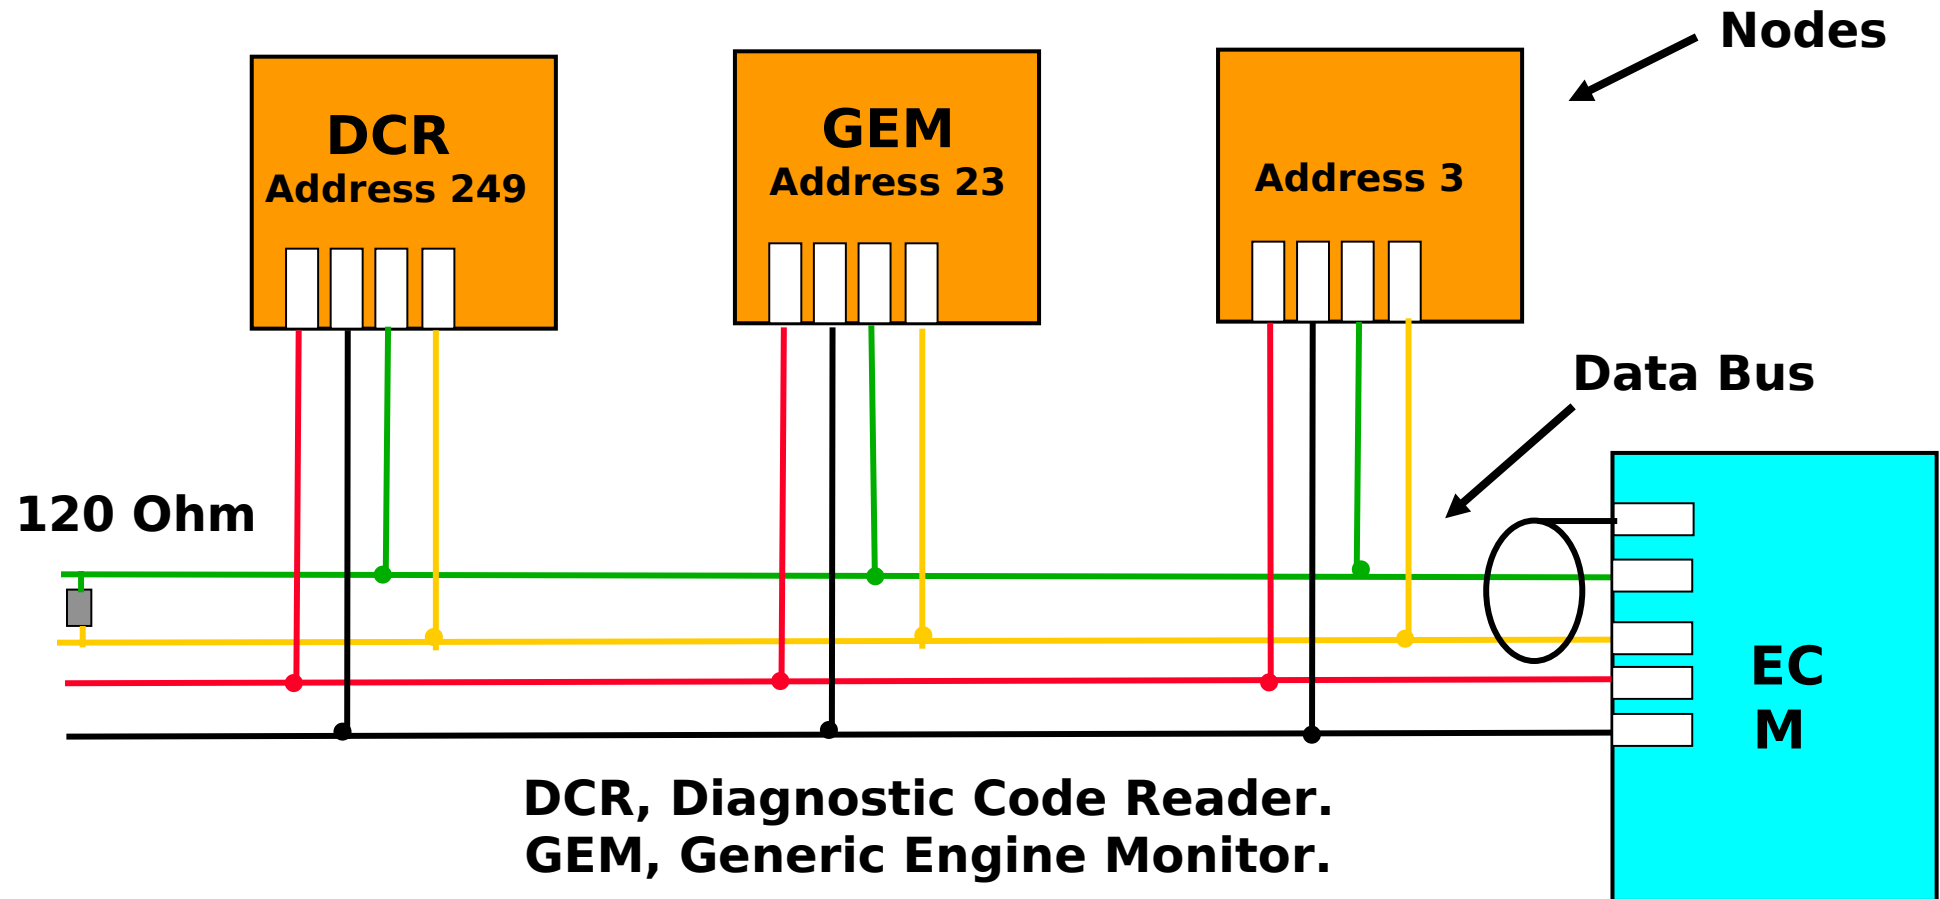 Nodes
DCR
Address 249
GEM
Address 23
Address 3
Data Bus
120 Ohm
EC
M
DCR, Diagnostic Code Reader.
GEM, Generic Engine Monitor.